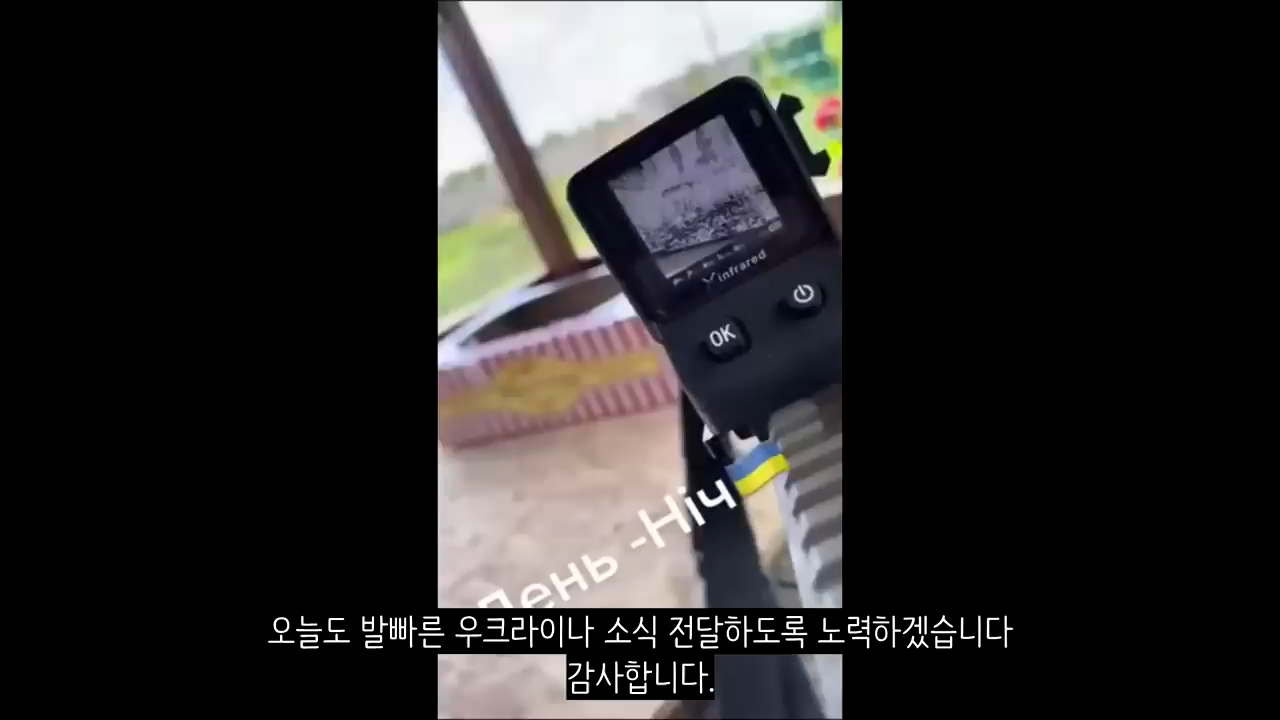 infrared
OK
День -Ніч
오늘도 발빠른 우크라이나 소식 전달하도록 노력하겠습니다
감사합니다.